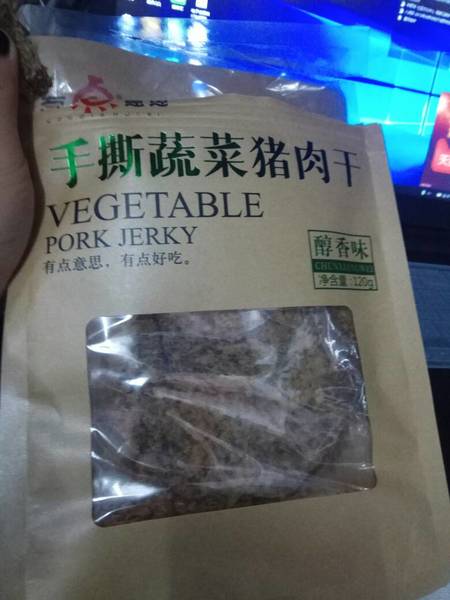 手撕蔬菜猪肉干
VEGETABLE
PORK JERKY
有点意思，有点好吃。
醇香味
CHUNXIANGWEI
净含量：120g